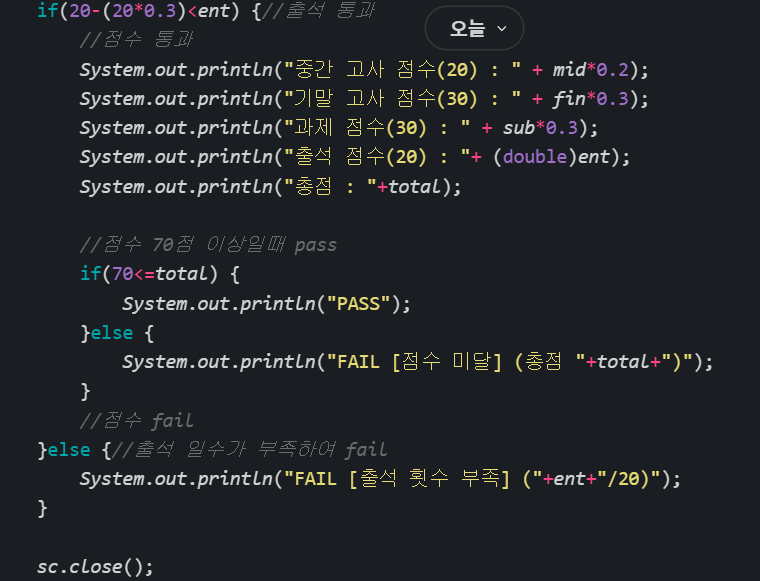 if(20-(20*0.3)<ent) {//출석 통과
오늘
//점수 통과
System.out.println("중간 고사 점수(20) : " + mid*0.2);
System.out.println("기말 고사 점수(30) : " + fin*0.3);
System.out.println("과제 점수(30) : " + sub*0.3);
System.out.println("출석 점수(20) : "+ (double)ent);
System.out.println("총점 : "+total);
//점수 70점 이상일때 pass
if(70<=total) {
System.out.println("PASS");
}else {
System.out.println("FAIL [점수 미달] (총점 "+total+")");
}
//점수 fail
}else {//출석 일수가 부족하여 fail
System.out.println("FAIL [출석 횟수 부족] ("+ent+"/20)");
}
sc.close();